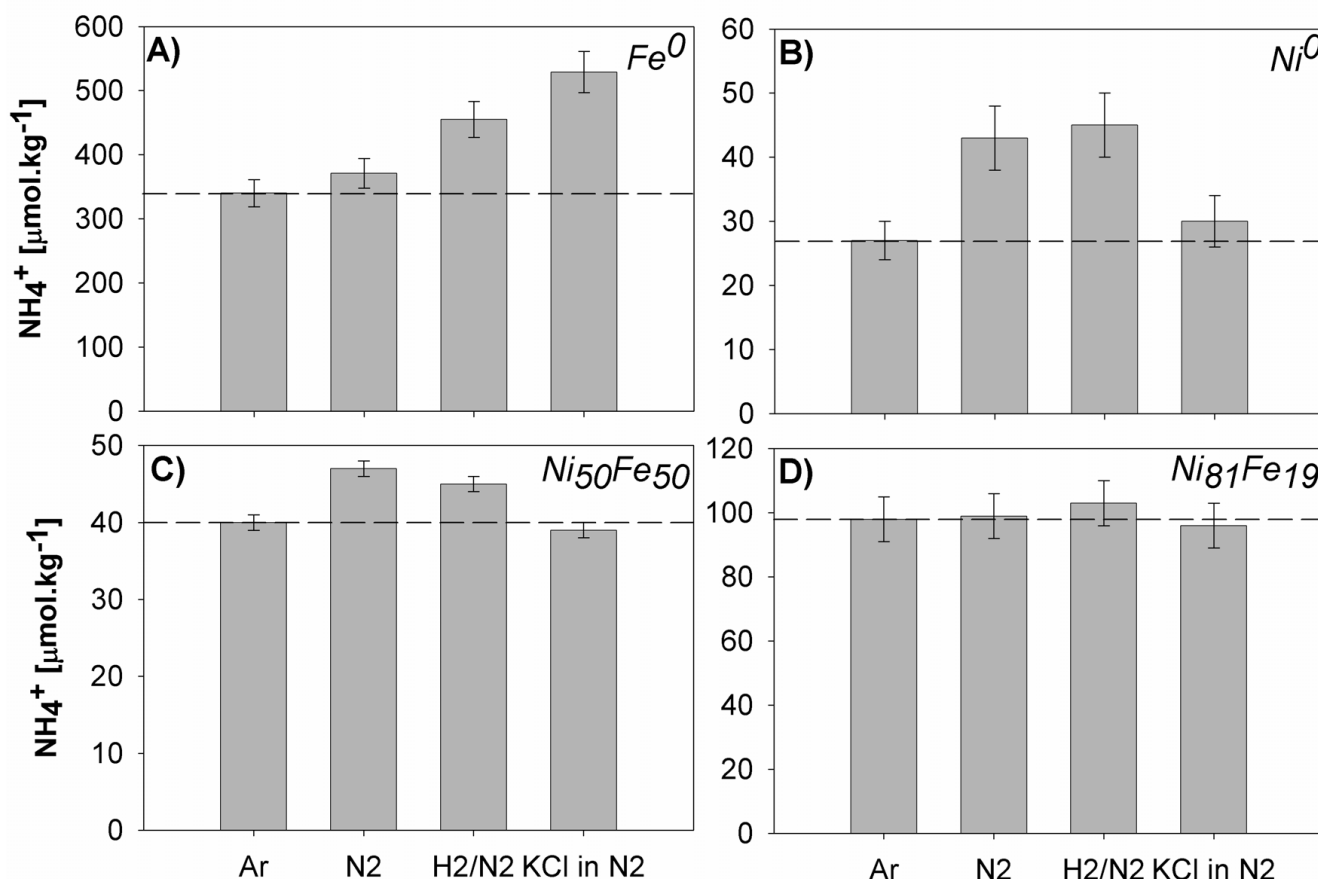 A)
Fe⁰
NH₄⁺ [μmol.kg⁻¹]
600
500
400
300
200
100
0
B)
Ni⁰
60
50
40
30
20
10
0
C)
Ni₅₀Fe₅₀
NH₄⁺ [μmol.kg⁻¹]
50
40
30
20
10
0
Ar N2 H2/N2 KCl in N2
D)
Ni₈₁Fe₁₉
120
100
80
60
40
20
0
Ar N2 H2/N2 KCl in N2